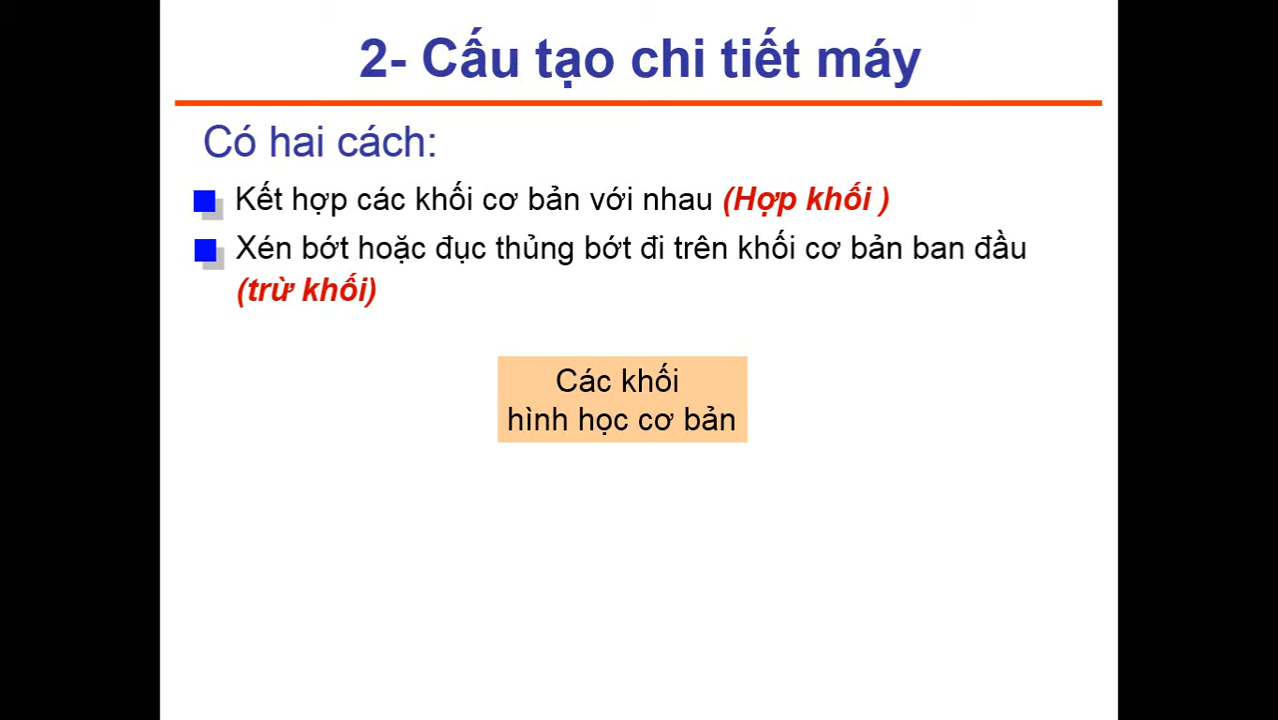 2- Cấu tạo chi tiết máy
Có hai cách:
Kết hợp các khối cơ bản với nhau (Hợp khối )
Xén bớt hoặc đục thủng bớt đi trên khối cơ bản ban đầu
(trừ khối)
Các khối
hình học cơ bản